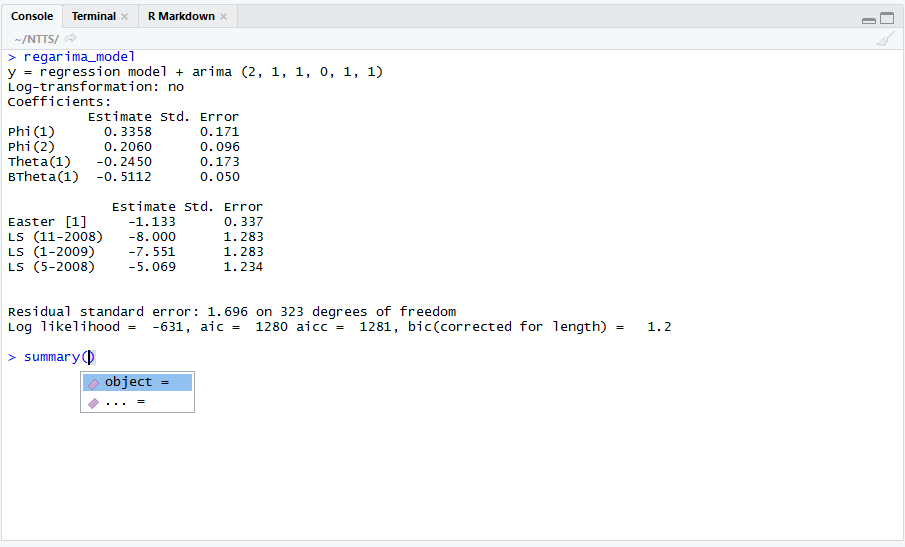 Console Terminal × R Markdown ×
~/NTTS/
> regarima_model
y = regression model + arima (2, 1, 1, 0, 1, 1)
Log-transformation: no
Coefficients:
Estimate Std. Error
Phi(1) 0.3358 0.171
Phi(2) 0.2060 0.096
Theta(1) -0.2450 0.173
BTheta(1) -0.5112 0.050
Estimate Std. Error
Easter [1] -1.133 0.337
LS (11-2008) -8.000 1.283
LS (1-2009) -7.551 1.283
LS (5-2008) -5.069 1.234
Residual standard error: 1.696 on 323 degrees of freedom
Log likelihood = -631, aic = 1280 aicc = 1281, bic(corrected for length) = 1.2
> summary()
object =
... =